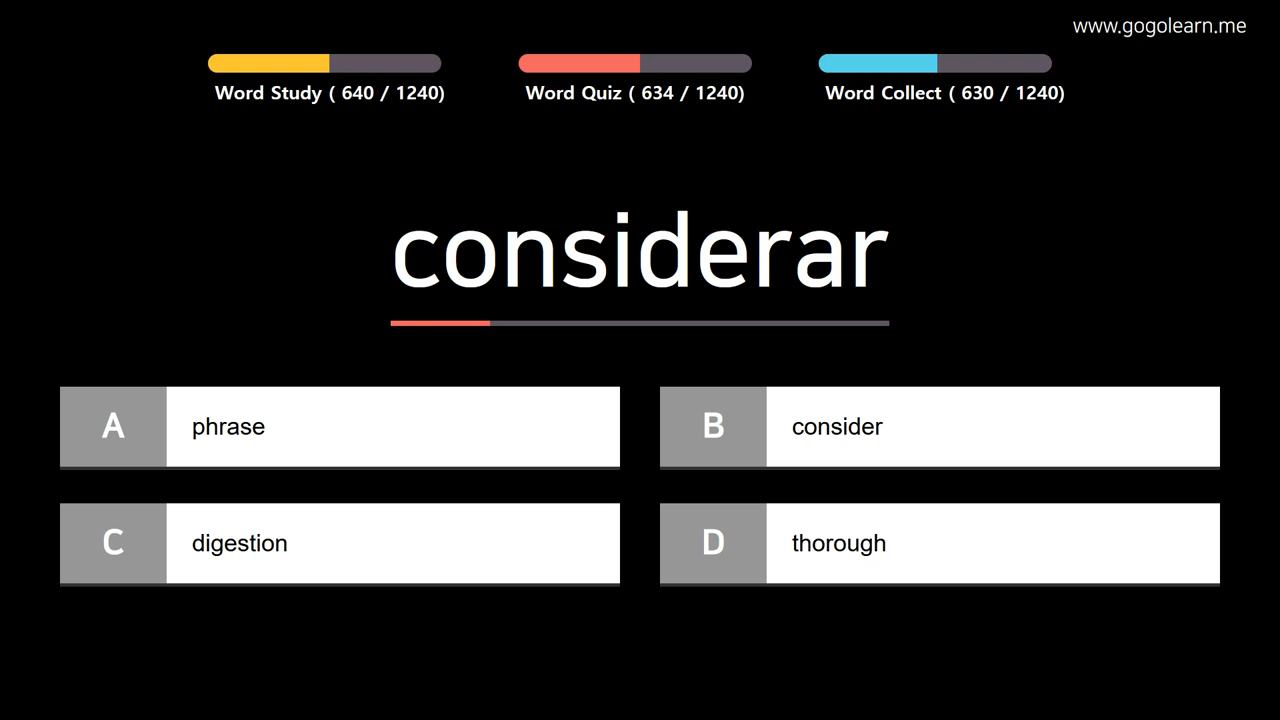 www.gogolearn.me
Word Study ( 640 / 1240)
Word Quiz ( 634 / 1240)
Word Collect ( 630 / 1240)
considerar
A phrase
B consider
C digestion
D thorough